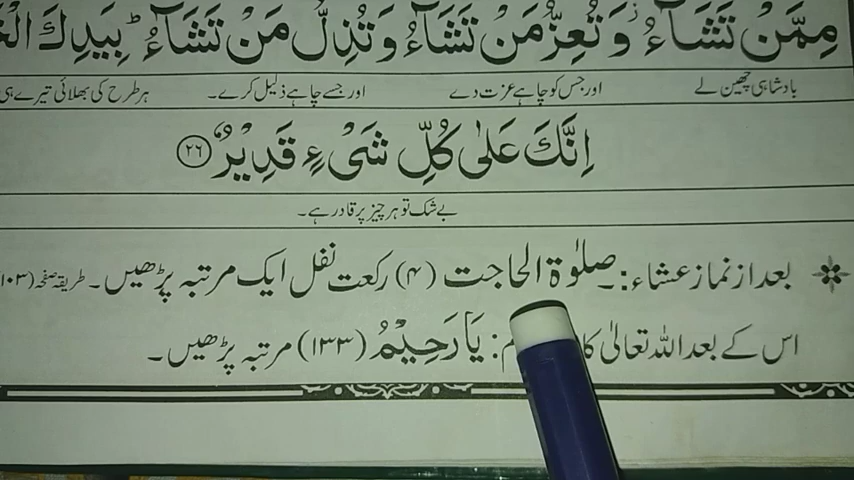 مِمَّنْ تَشَآءُ ز وَتُعِزُّ مَنْ تَشَآءُ وَتُذِلُّ مَنْ تَشَآءُ ط بِيَدِكَ
بادشاہی چھین لے اور جس کو چاہے عزت دے اور جسے چاہے ذلیل کرے۔ ہر طرح کی بھلائی تیرے ہی
اِنَّكَ عَلٰى كُلِّ شَىْءٍ قَدِيْرٌ ﴿۲۶﴾
بے شک تو ہر چیز پر قادر ہے۔
بعد از نماز عشاء:۔ صلوٰۃ الحاجت (۴) رکعت نفل ایک مرتبہ پڑھیں۔ طریقہ صفحہ (۱۰۳
اس کے بعد اللہ تعالیٰ کا : يَا رَحِيْمُ (۱۳۳) مرتبہ پڑھیں۔